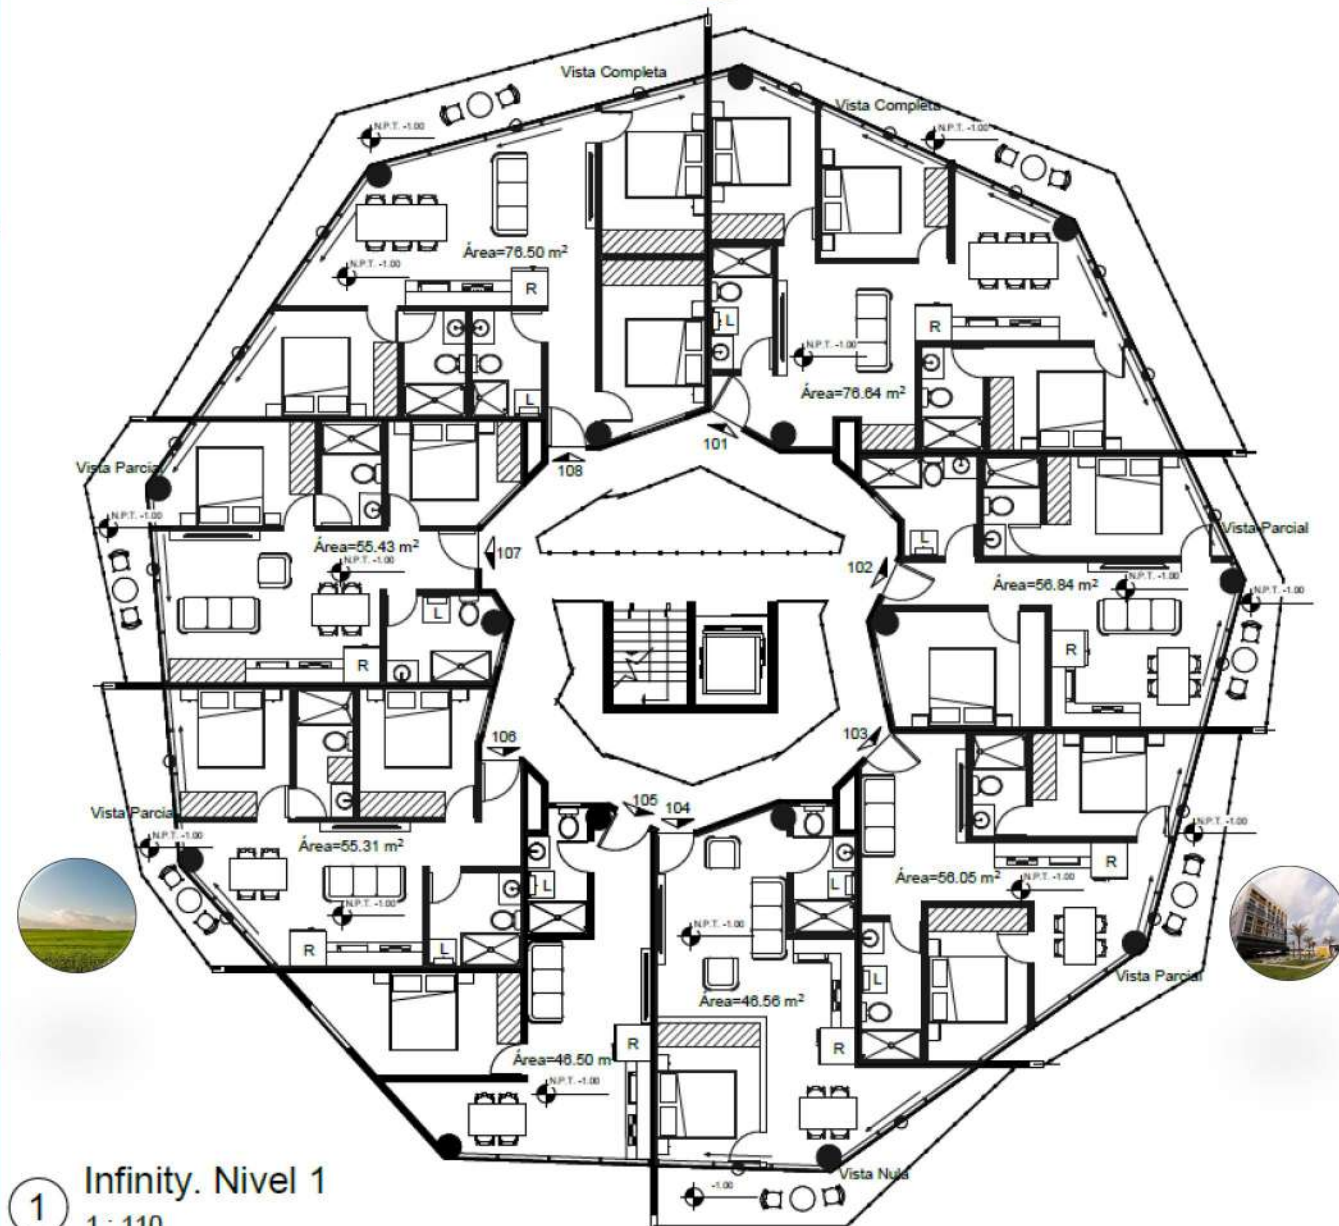 Vista Completa
Vista Completa
N.P.T. -1.00
N.P.T. -1.00
Área=76.50 m²
N.P.T. -1.00
R
R
L
N.P.T. -1.00
Área=76.64 m²
L
101
108
Vista Parcial
N.P.T. -1.00
Área=55.43 m²
N.P.T. -1.00
107
L
Vista Parcial
102
Área=56.84 m²
N.P.T. -1.00
N.P.T. -1.00
L
R
R
106
103
105
104
Vista Parcial
N.P.T. -1.00
Área=55.31 m²
N.P.T. -1.00
N.P.T. -1.00
R
Área=56.05 m²
N.P.T. -1.00
L
L
N.P.T. -1.00
R
L
L
Vista Parcial
Área=46.56 m²
R
R
Área=46.50 m
N.P.T. -1.00
Vista Nula
-1.00
1
Infinity. Nivel 1
1 : 110